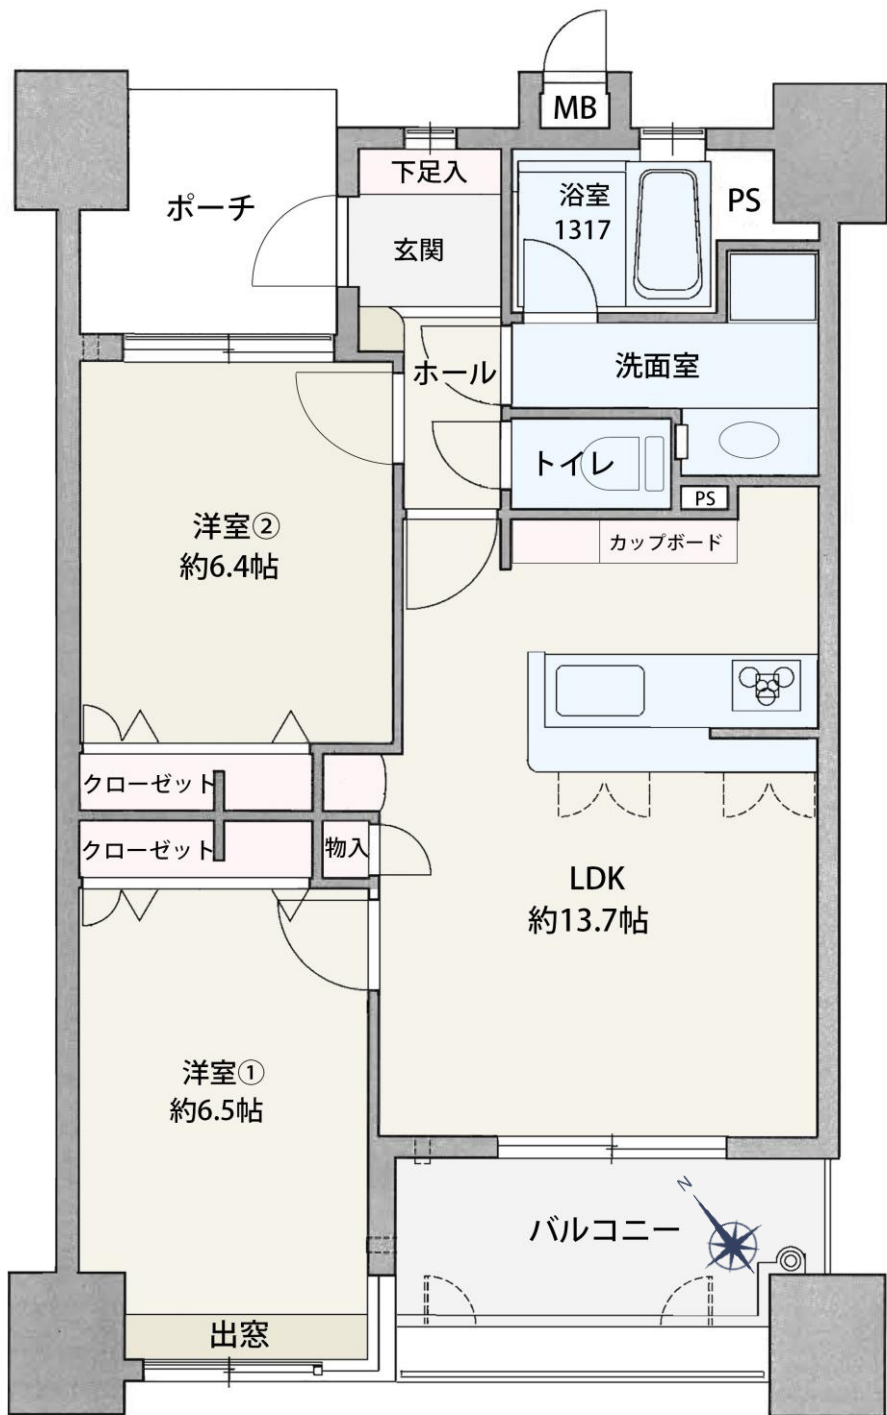 MB
下足入
ポーチ
浴室
1317
PS
玄関
ホール
洗面室
トイレ
PS
洋室②
約6.4帖
カップボード
クローゼット
クローゼット
物入
LDK
約13.7帖
洋室①
約6.5帖
N
バルコニー
出窓